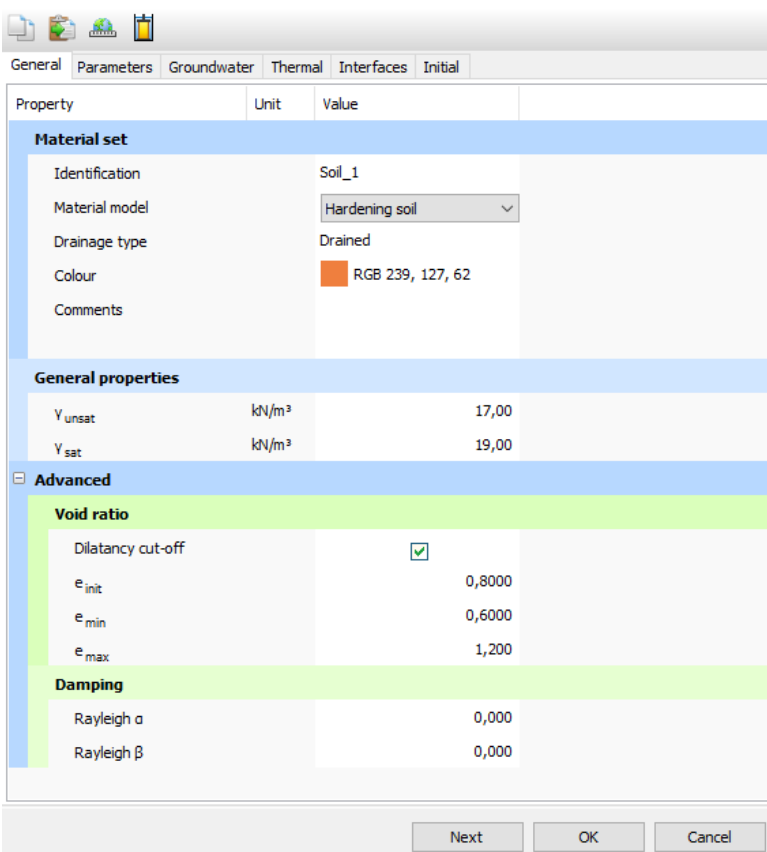 General Parameters Groundwater Thermal Interfaces Initial
Property Unit Value
Material set
Identification Soil_1
Material model Hardening soil
Drainage type Drained
Colour RGB 239, 127, 62
Comments
General properties
γ unsat kN/m³ 17,00
γ sat kN/m³ 19,00
Advanced
Void ratio
Dilatancy cut-off
e init 0,8000
e min 0,6000
e max 1,200
Damping
Rayleigh α 0,000
Rayleigh β 0,000
Next OK Cancel